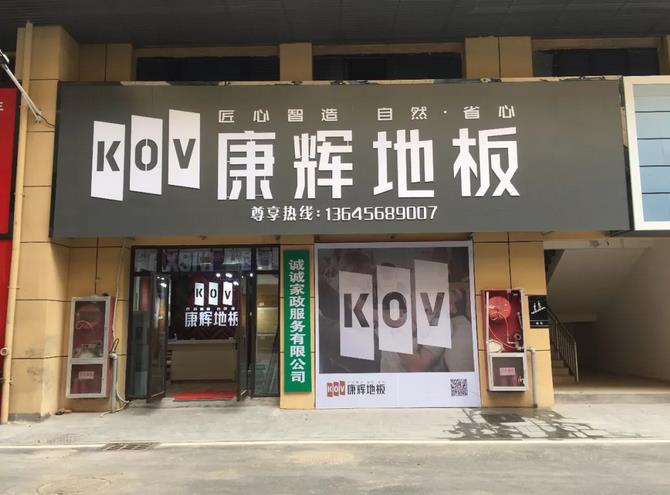 匠心智造 自然·省心
KOV
康辉地板
尊享热线:13645689007
KOV
康辉地板
诚诚家政服务有限公司
KOV
KOV 康辉地板